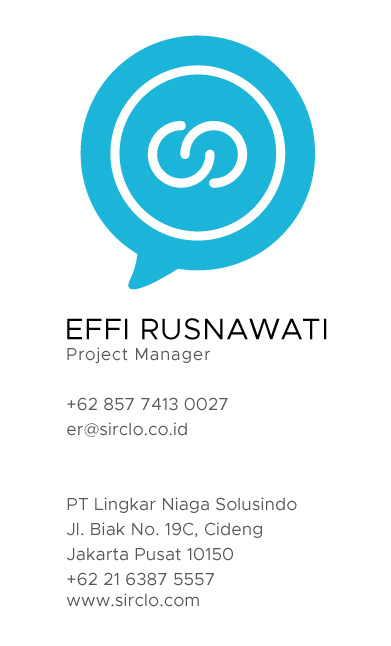 EFFI RUSNAWATI
Project Manager
+62 857 7413 0027
er@sirclo.co.id
PT Lingkar Niaga Solusindo
Jl. Biak No. 19C, Cideng
Jakarta Pusat 10150
+62 21 6387 5557
www.sirclo.com